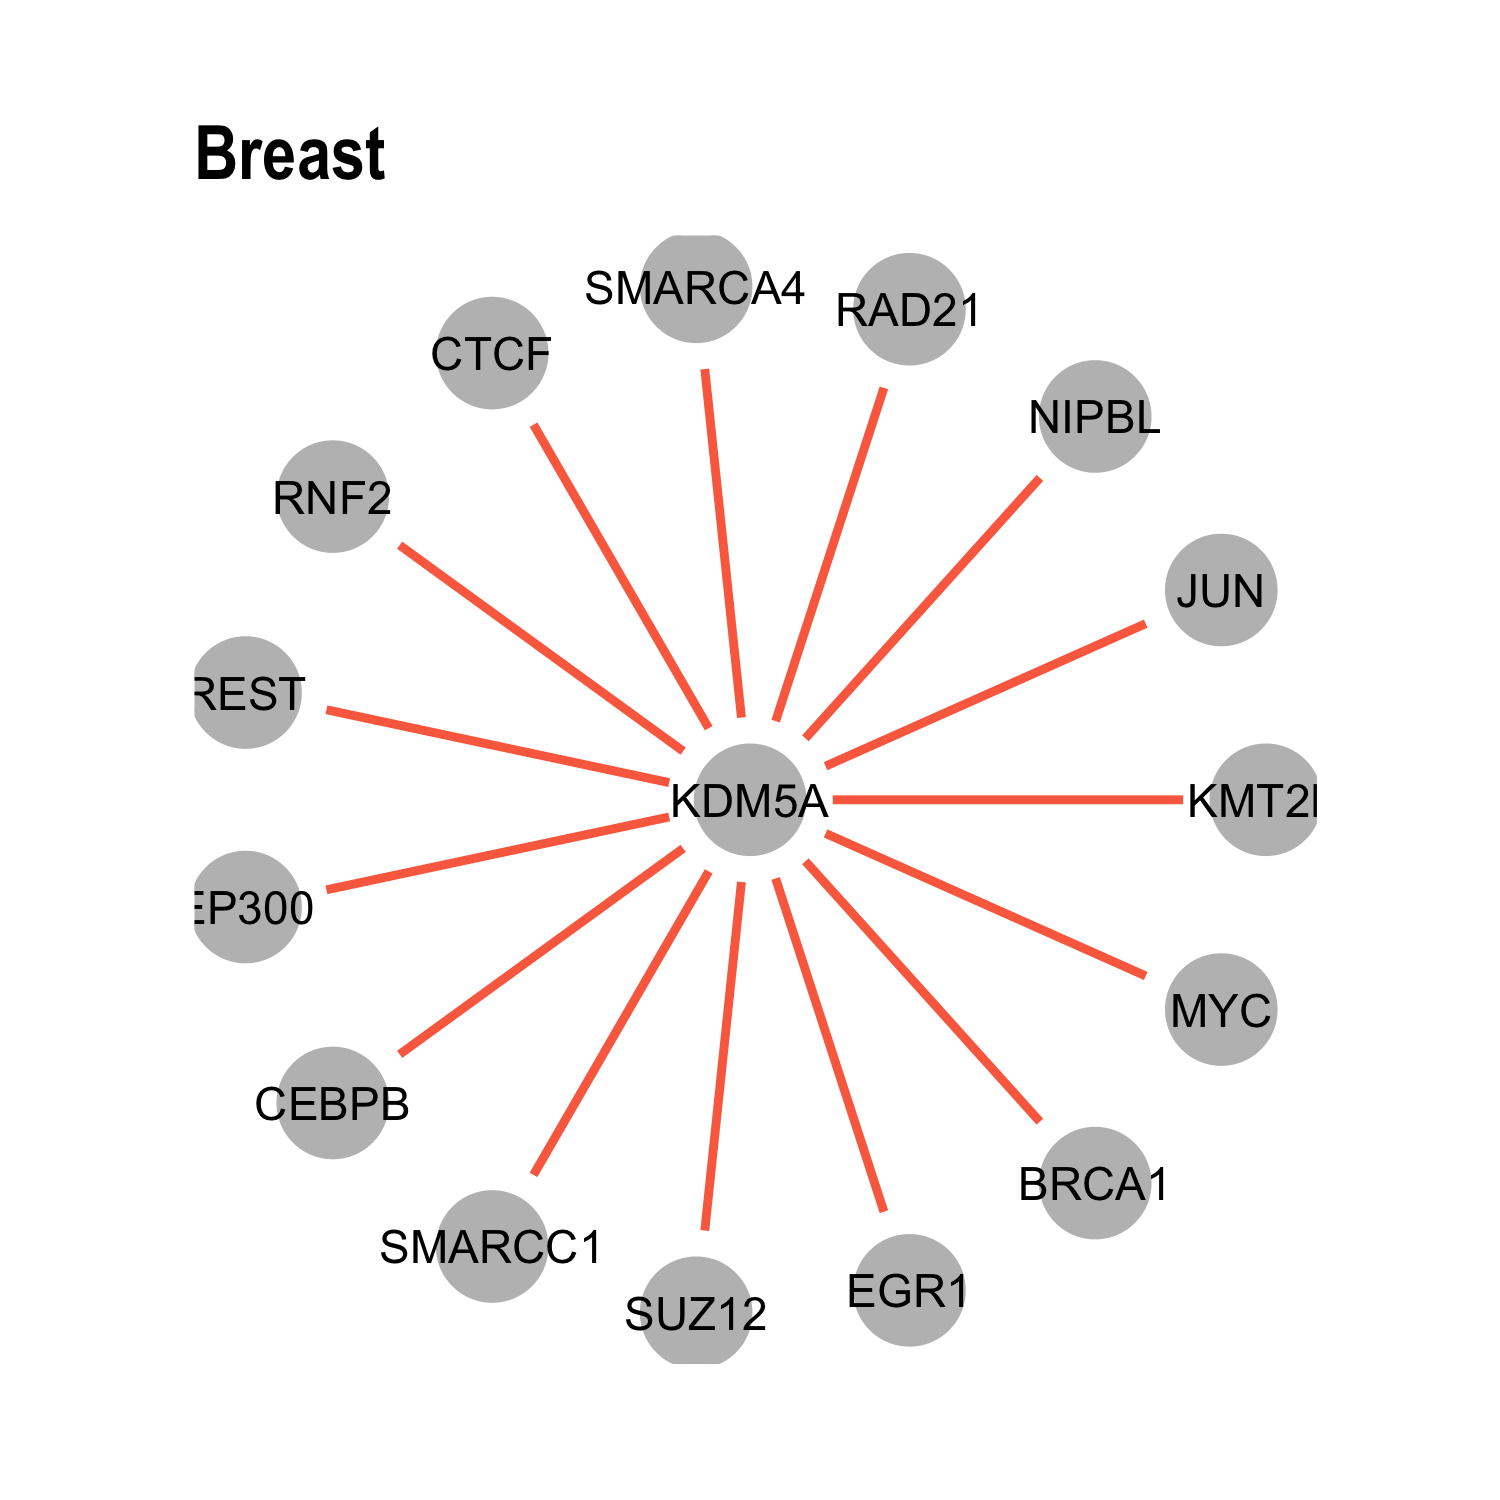 Breast
SMARCA4
RAD21
CTCF
NIPBL
RNF2
JUN
REST
KDM5A
KMT2
EP300
MYC
CEBPB
BRCA1
SMARCC1
EGR1
SUZ12